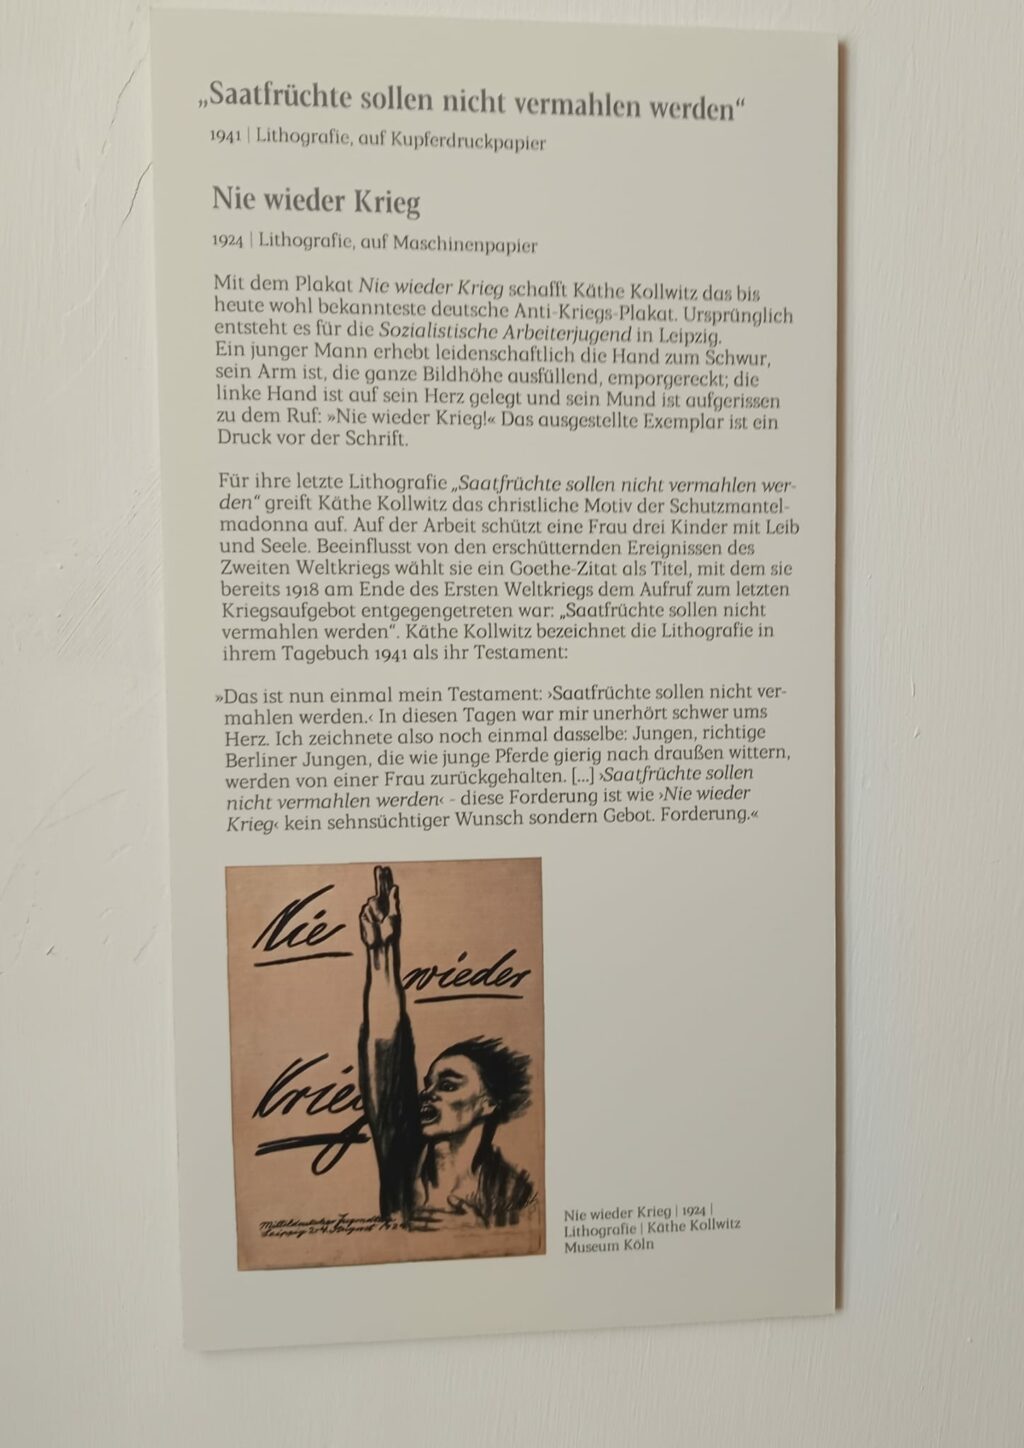 „Saatfrüchte sollen nicht vermahlen werden“
1941 | Lithografie, auf Kupferdruckpapier
Nie wieder Krieg
1924 | Lithografie, auf Maschinenpapier
Mit dem Plakat Nie wieder Krieg schafft Käthe Kollwitz das bis
heute wohl bekannteste deutsche Anti-Kriegs-Plakat. Ursprünglich
entsteht es für die Sozialistische Arbeiterjugend in Leipzig.
Ein junger Mann erhebt leidenschaftlich die Hand zum Schwur,
sein Arm ist, die ganze Bildhöhe ausfüllend, emporgereckt; die
linke Hand ist auf sein Herz gelegt und sein Mund ist aufgerissen
zu dem Ruf: »Nie wieder Krieg!« Das ausgestellte Exemplar ist ein
Druck vor der Schrift.
Für ihre letzte Lithografie „Saatfrüchte sollen nicht vermahlen wer-
den“ greift Käthe Kollwitz das christliche Motiv der Schutzmantel-
madonna auf. Auf der Arbeit schützt eine Frau drei Kinder mit Leib
und Seele. Beeinflusst von den erschütternden Ereignissen des
Zweiten Weltkriegs wählt sie ein Goethe-Zitat als Titel, mit dem sie
bereits 1918 am Ende des Ersten Weltkriegs dem Aufruf zum letzten
Kriegsaufgebot entgegengetreten war: „Saatfrüchte sollen nicht
vermahlen werden“. Käthe Kollwitz bezeichnet die Lithografie in
ihrem Tagebuch 1941 als ihr Testament:
»Das ist nun einmal mein Testament: ›Saatfrüchte sollen nicht ver-
mahlen werden.‹ In diesen Tagen war mir unerhört schwer ums
Herz. Ich zeichnete also noch einmal dasselbe: Jungen, richtige
Berliner Jungen, die wie junge Pferde gierig nach draußen wittern,
werden von einer Frau zurückgehalten. [...] ›Saatfrüchte sollen
nicht vermahlen werden‹ - diese Forderung ist wie ›Nie wieder
Krieg‹ kein sehnsüchtiger Wunsch sondern Gebot. Forderung.«
Nie
wieder
Krieg
Mitteldeutscher Jugendtag
Leipzig 2-4. August 1924
Nie wieder Krieg | 1924 |
Lithografie | Käthe Kollwitz
Museum Köln